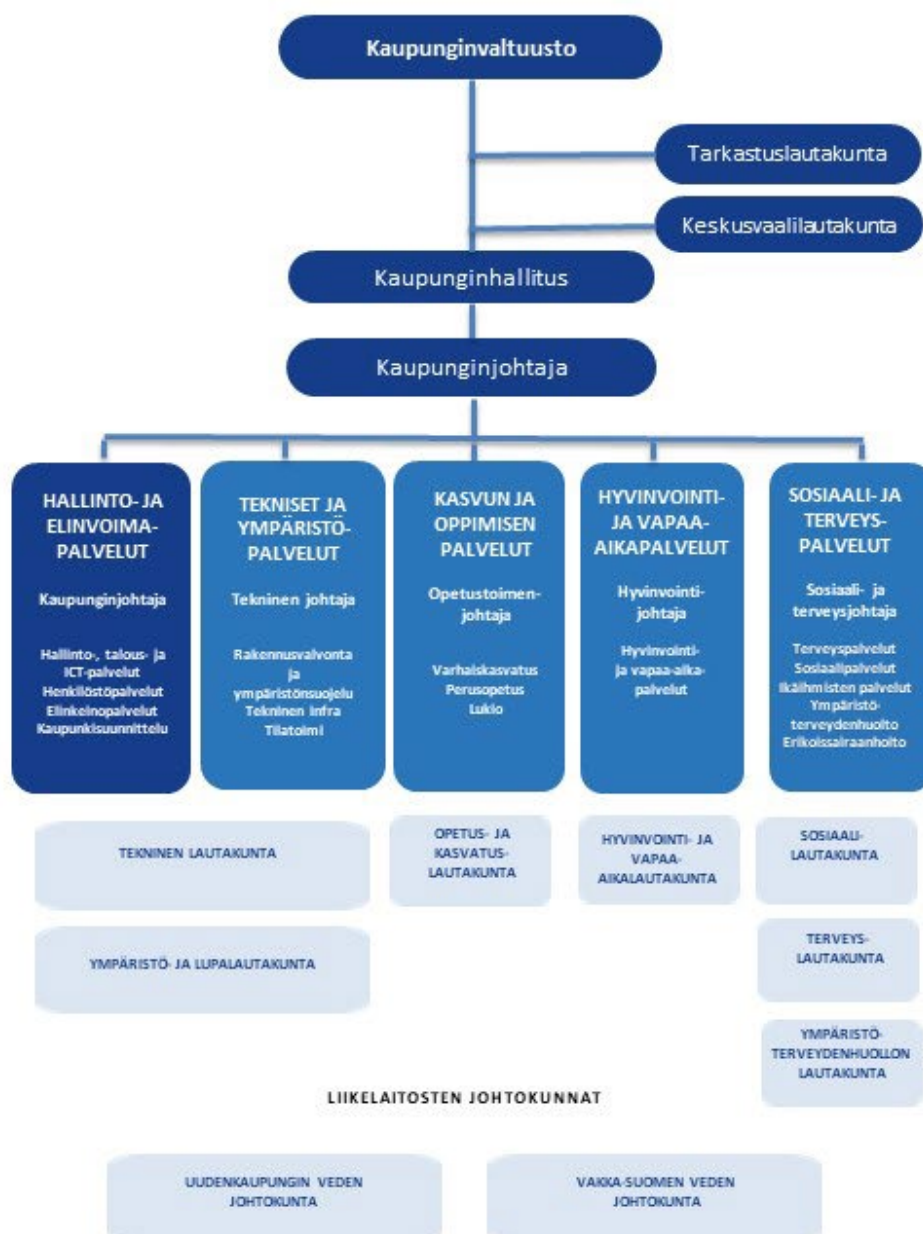 Kaupunginvaltuusto
Tarkastuslautakunta
Keskusvaalilautakunta
Kaupunginhallitus
Kaupunginjohtaja
HALLINTO- JA
ELINVOIMA-
PALVELUT
Kaupunginjohtaja
Hallinto-, talous- ja
ICT-palvelut
Henkilöstöpalvelut
Elinkeinopalvelut
Kaupunkisuunnittelu
TEKNISET JA
YMPÄRISTÖ-
PALVELUT
Tekninen johtaja
Rakennusvalvonta
ja
ympäristönsuojelu
Tekninen infra
Tilatoimi
KASVUN JA
OPPIMISEN
PALVELUT
Opetustoimen-
johtaja
Varhaiskasvatus
Perusopetus
Lukio
HYVINVOINTI-
JA VAPAA-
AIKAPALVELUT
Hyvinvointi-
johtaja
Hyvinvointi-
ja vapaa-aika-
palvelut
SOSIAALI- JA
TERVEYS-
PALVELUT
Sosiaali- ja
terveysjohtaja
Terveyspalvelut
Sosiaalipalvelut
Ikäihmisten palvelut
Ympäristö-
terveydenhuolto
Erikoissairaanhoito
TEKNINEN LAUTAKUNTA
YMPÄRISTÖ- JA LUPALAUTAKUNTA
OPETUS- JA
KASVATUS-
LAUTAKUNTA
HYVINVOINTI- JA
VAPAA-
AIKALAUTAKUNTA
SOSIAALI-
LAUTAKUNTA
TERVEYS-
LAUTAKUNTA
YMPÄRISTÖ-
TERVEYDENHUOLLON
LAUTAKUNTA
LIIKELAITOSTEN JOHTOKUNNAT
UUDENKAUPUNGIN VEDEN
JOHTOKUNTA
VAKKA-SUOMEN VEDEN
JOHTOKUNTA